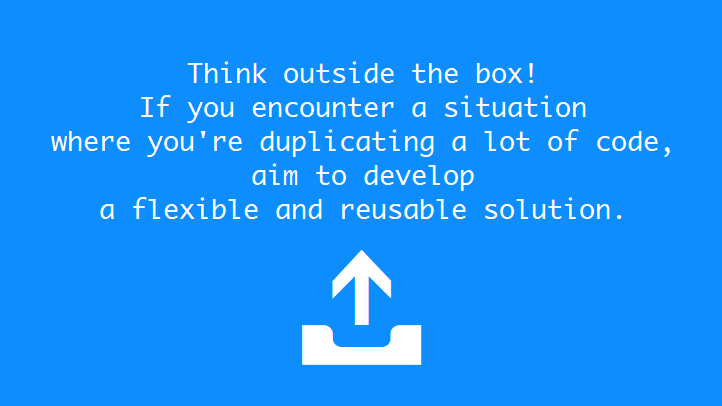 Think outside the box!
If you encounter a situation
where you're duplicating a lot of code,
aim to develop
a flexible and reusable solution.